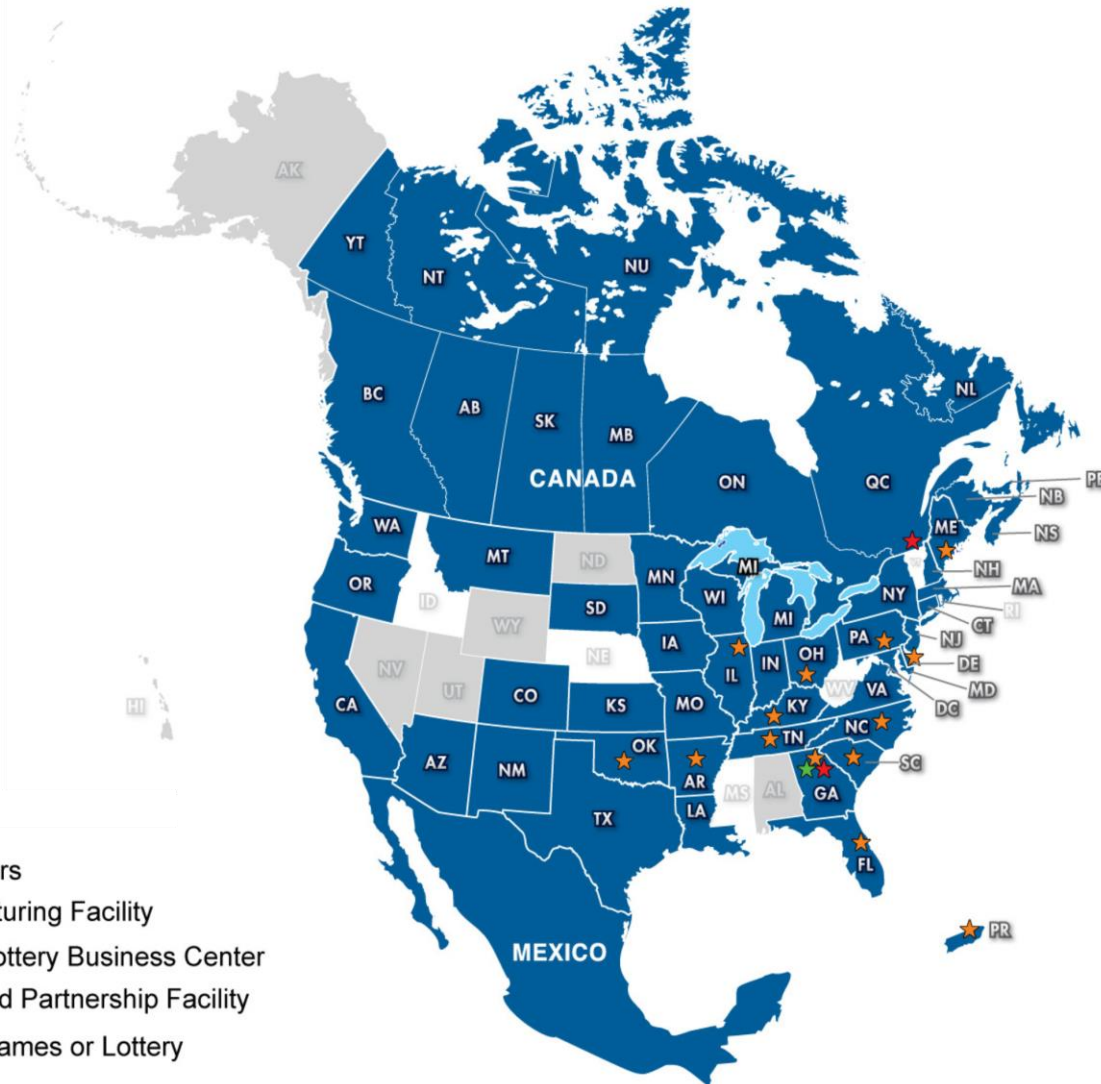 AK
YT
NT
NU
BC
AB
SK
MB
NL
CANADA
ON
QC
PE
NB
NS
WA
MT
ND
MN
MI
ME
NH
MA
RI
CT
OR
ID
WY
SD
WI
MI
NY
NJ
PA
DE
MD
DC
NV
UT
NE
IA
IL
IN
OH
WV
VA
CA
CO
KS
MO
KY
NC
TN
SC
HI
AZ
NM
OK
AR
MS
AL
GA
TX
LA
FL
MEXICO
PR
rs
turing Facility
ottery Business Center
d Partnership Facility
ames or Lottery